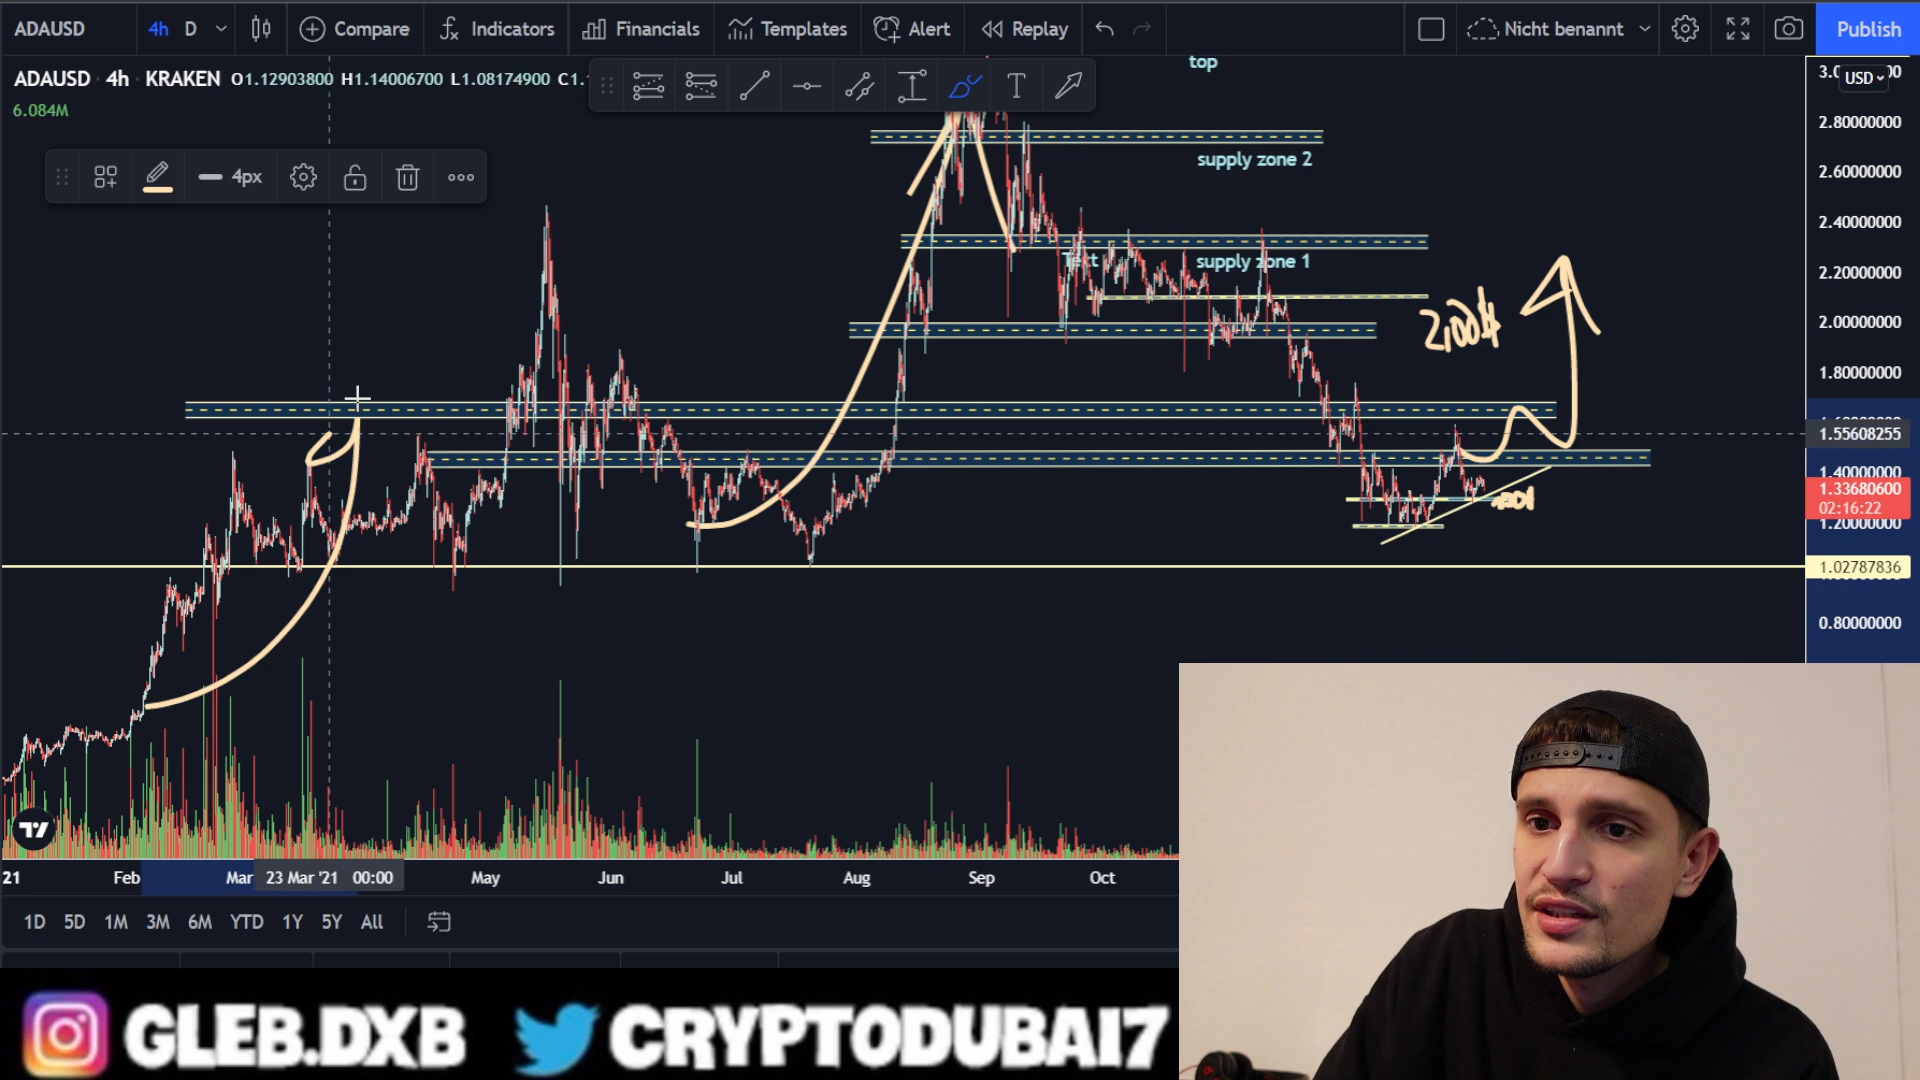 ADAUSD 4h D Compare Indicators Financials Templates Alert Replay Nicht benannt Publish
ADAUSD 4h KRAKEN O1.12903800 H1.14006700 L1.08174900 C1.
6.084M
4px
top
USD
2.80000000
supply zone 2
2.60000000
2.40000000
Text
supply zone 1
2.20000000
2,00$
2.00000000
1.80000000
1.55608255
1.40000000
1.33680600
02:16:22
1.20000000
1.02787836
0.80000000
21 Feb Mar 23 Mar '21 00:00 May Jun Jul Aug Sep Oct
1D 5D 1M 3M 6M YTD 1Y 5Y All
GLEB.DXB CRYPTODUBAI7